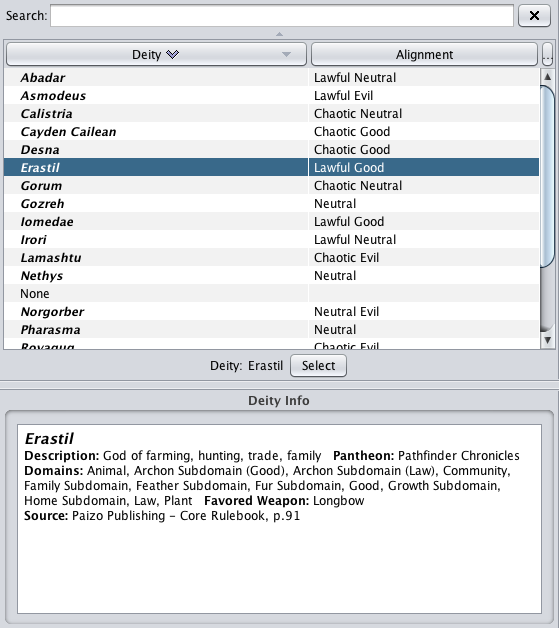 Search:
Deity Alignment ...
Abadar Lawful Neutral
Asmodeus Lawful Evil
Calistria Chaotic Neutral
Cayden Cailean Chaotic Good
Desna Chaotic Good
Erastil Lawful Good
Gorum Chaotic Neutral
Gozreh Neutral
Iomedae Lawful Good
Irori Lawful Neutral
Lamashtu Chaotic Evil
Nethys Neutral
None
Norgorber Neutral Evil
Pharasma Neutral
Rovagug Chaotic Evil
Deity: Erastil Select
Deity Info
Erastil
Description: God of farming, hunting, trade, family Pantheon: Pathfinder Chronicles
Domains: Animal, Archon Subdomain (Good), Archon Subdomain (Law), Community,
Family Subdomain, Feather Subdomain, Fur Subdomain, Good, Growth Subdomain,
Home Subdomain, Law, Plant Favored Weapon: Longbow
Source: Paizo Publishing - Core Rulebook, p.91